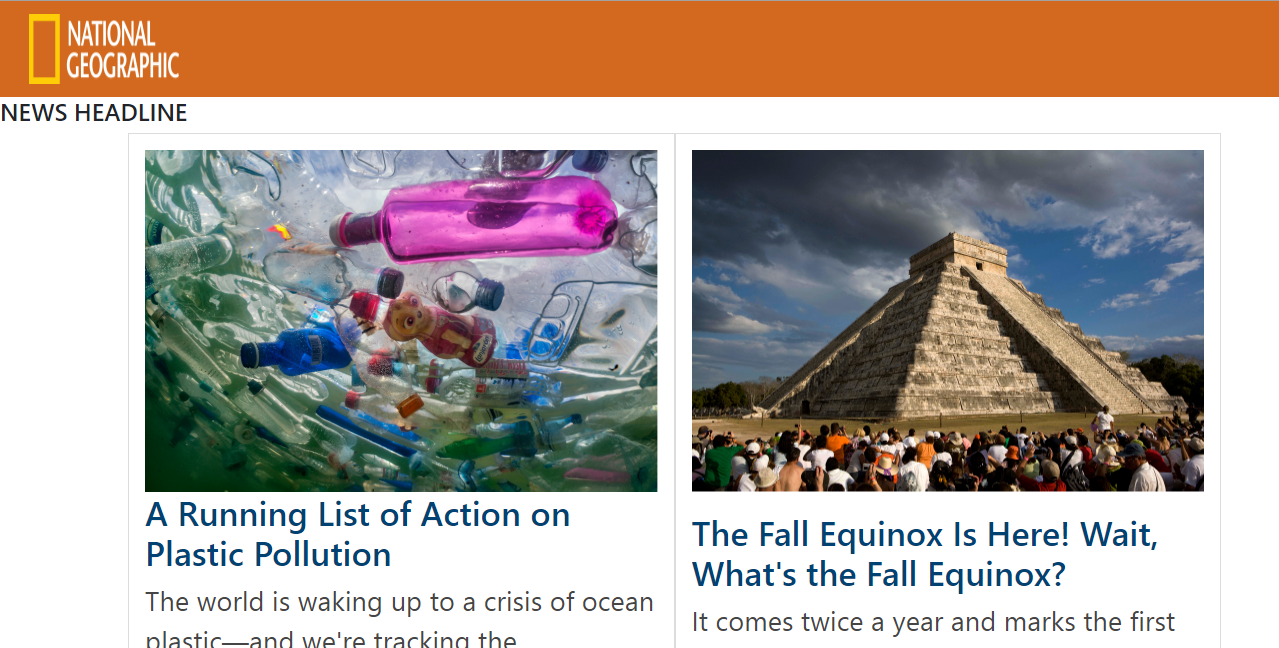 NATIONAL
GEOGRAPHIC
NEWS HEADLINE
A Running List of Action on
Plastic Pollution
The world is waking up to a crisis of ocean
plastic—and we're tracking the
The Fall Equinox Is Here! Wait,
What's the Fall Equinox?
It comes twice a year and marks the first